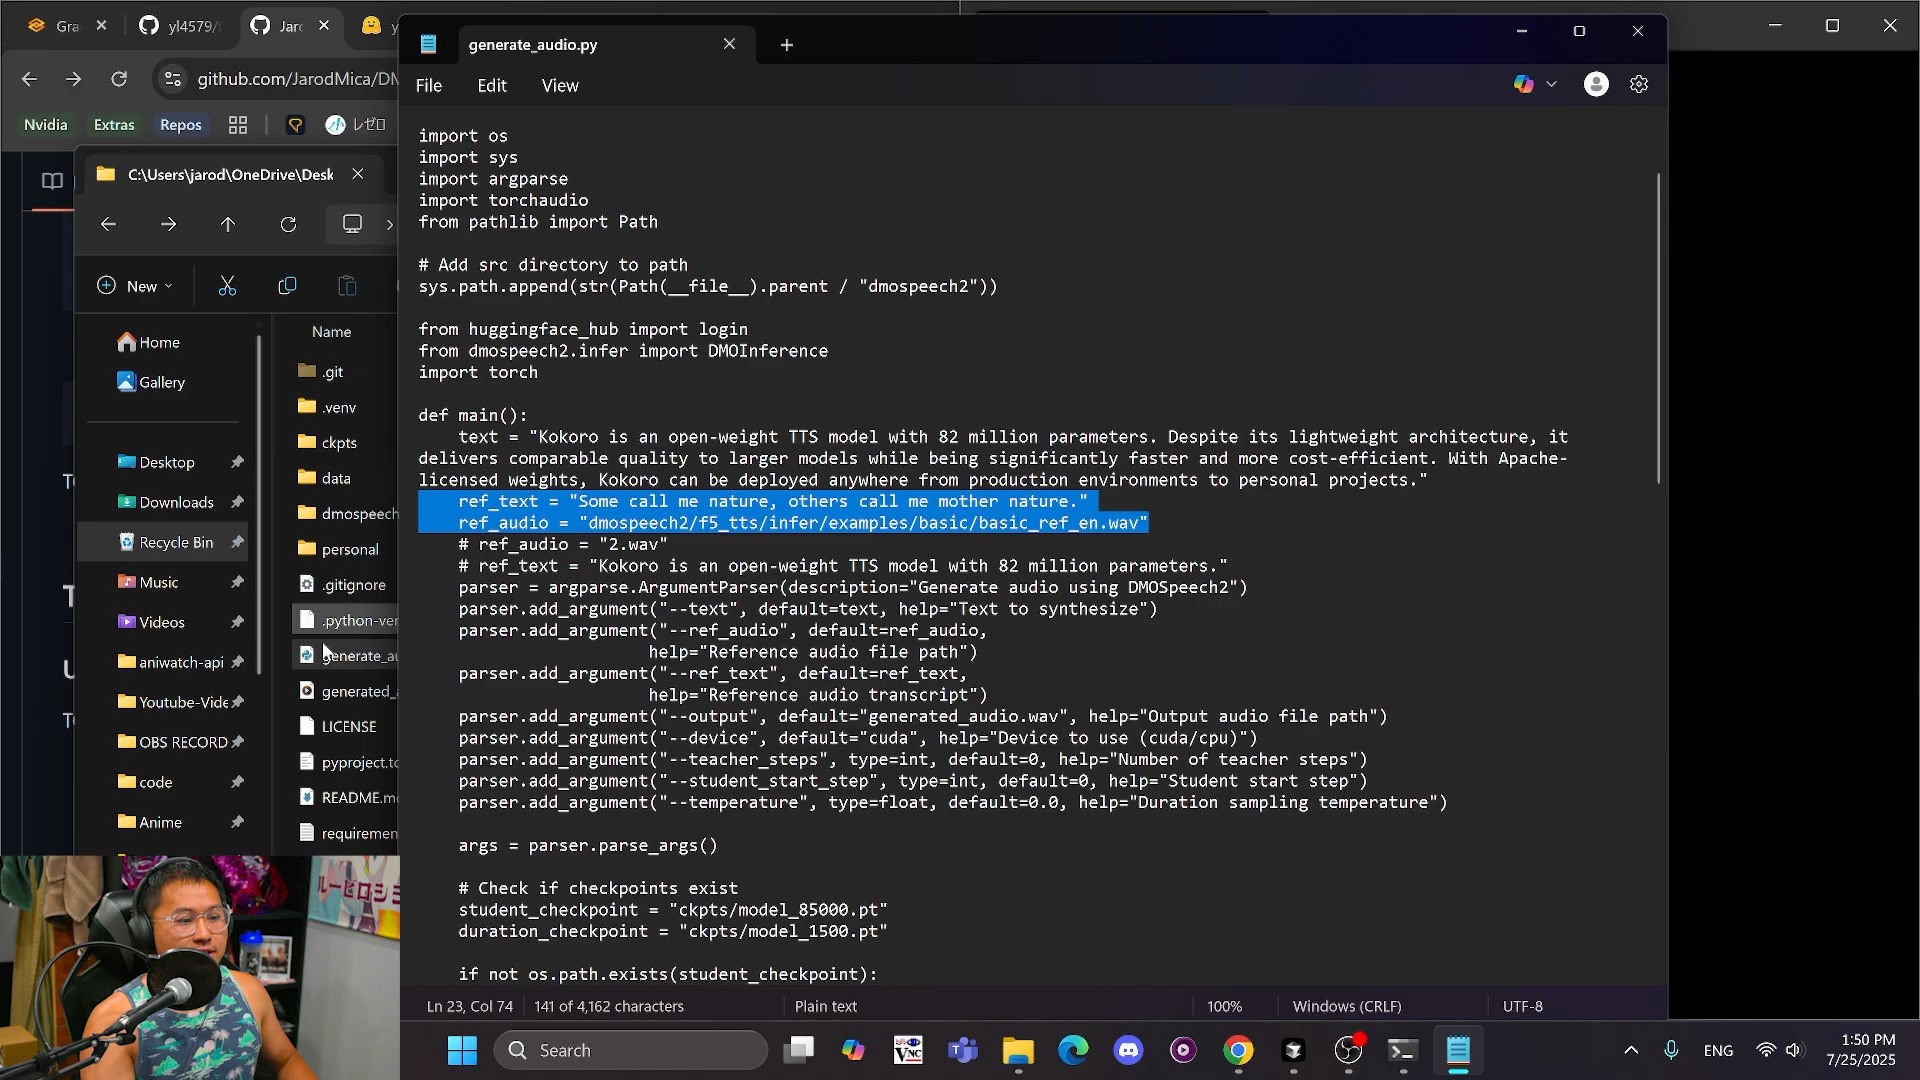 Gra
yl4579/
Jaro
y
generate_audio.py
github.com/JarodMica/DM
File Edit View
Nvidia Extras Repos レゼロ
C:\Users\jarod\OneDrive\Desk
New
Name
Home
Gallery
Desktop
Downloads
Recycle Bin
Music
Videos
aniwatch-api
Youtube-Vide
OBS RECORD
code
Anime
.git
.venv
ckpts
data
dmospeech
personal
.gitignore
.python-ver
generate_au
generated_a
LICENSE
pyproject.to
README.m
requiremen
import os
import sys
import argparse
import torchaudio
from pathlib import Path
# Add src directory to path
sys.path.append(str(Path(__file__).parent / "dmospeech2"))
from huggingface_hub import login
from dmospeech2.infer import DMOInference
import torch
def main():
text = "Kokoro is an open-weight TTS model with 82 million parameters. Despite its lightweight architecture, it
delivers comparable quality to larger models while being significantly faster and more cost-efficient. With Apache-
licensed weights, Kokoro can be deployed anywhere from production environments to personal projects."
ref_text = "Some call me nature, others call me mother nature."
ref_audio = "dmospeech2/f5_tts/infer/examples/basic/basic_ref_en.wav"
# ref_audio = "2.wav"
# ref_text = "Kokoro is an open-weight TTS model with 82 million parameters."
parser = argparse.ArgumentParser(description="Generate audio using DMOSpeech2")
parser.add_argument("--text", default=text, help="Text to synthesize")
parser.add_argument("--ref_audio", default=ref_audio,
help="Reference audio file path")
parser.add_argument("--ref_text", default=ref_text,
help="Reference audio transcript")
parser.add_argument("--output", default="generated_audio.wav", help="Output audio file path")
parser.add_argument("--device", default="cuda", help="Device to use (cuda/cpu)")
parser.add_argument("--teacher_steps", type=int, default=0, help="Number of teacher steps")
parser.add_argument("--student_start_step", type=int, default=0, help="Student start step")
parser.add_argument("--temperature", type=float, default=0.0, help="Duration sampling temperature")
args = parser.parse_args()
# Check if checkpoints exist
student_checkpoint = "ckpts/model_85000.pt"
duration_checkpoint = "ckpts/model_1500.pt"
if not os.path.exists(student_checkpoint):
Ln 23, Col 74 141 of 4,162 characters Plain text 100% Windows (CRLF) UTF-8
Search
ENG
1:50 PM
7/25/2025